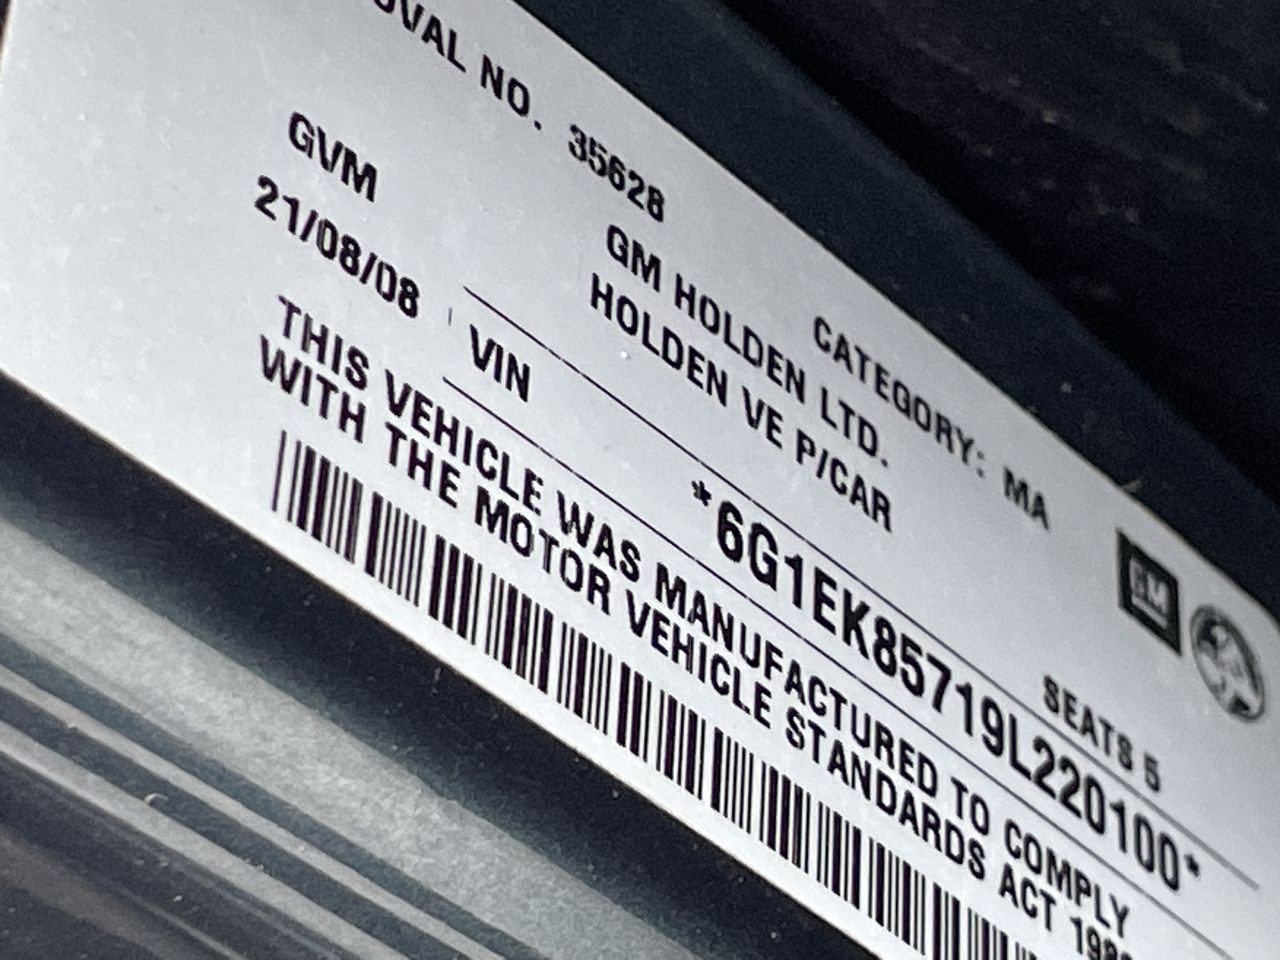 NO. 35628 CATEGORY: MA
GVM GM HOLDEN LTD. SEATS 5
21/08/08 HOLDEN VE P/CAR
GM
VIN *6G1EK85719L220100*
THIS VEHICLE WAS MANUFACTURED TO COMPLY
WITH THE MOTOR VEHICLE STANDARDS ACT